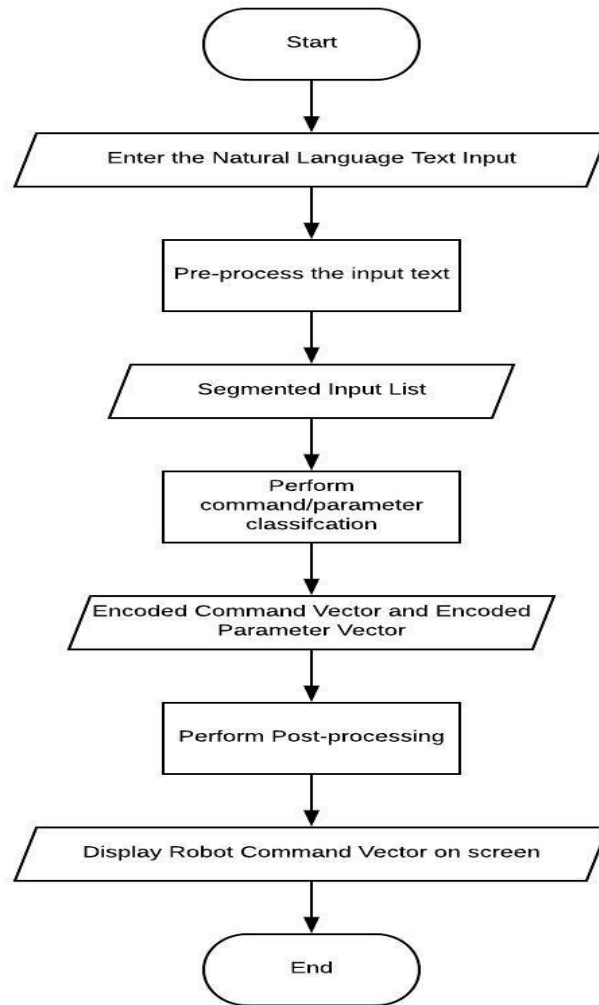 Start
Enter the Natural Language Text Input
Pre-process the input text
Segmented Input List
Perform
command/parameter
classifcation
Encoded Command Vector and Encoded
Parameter Vector
Perform Post-processing
Display Robot Command Vector on screen
End